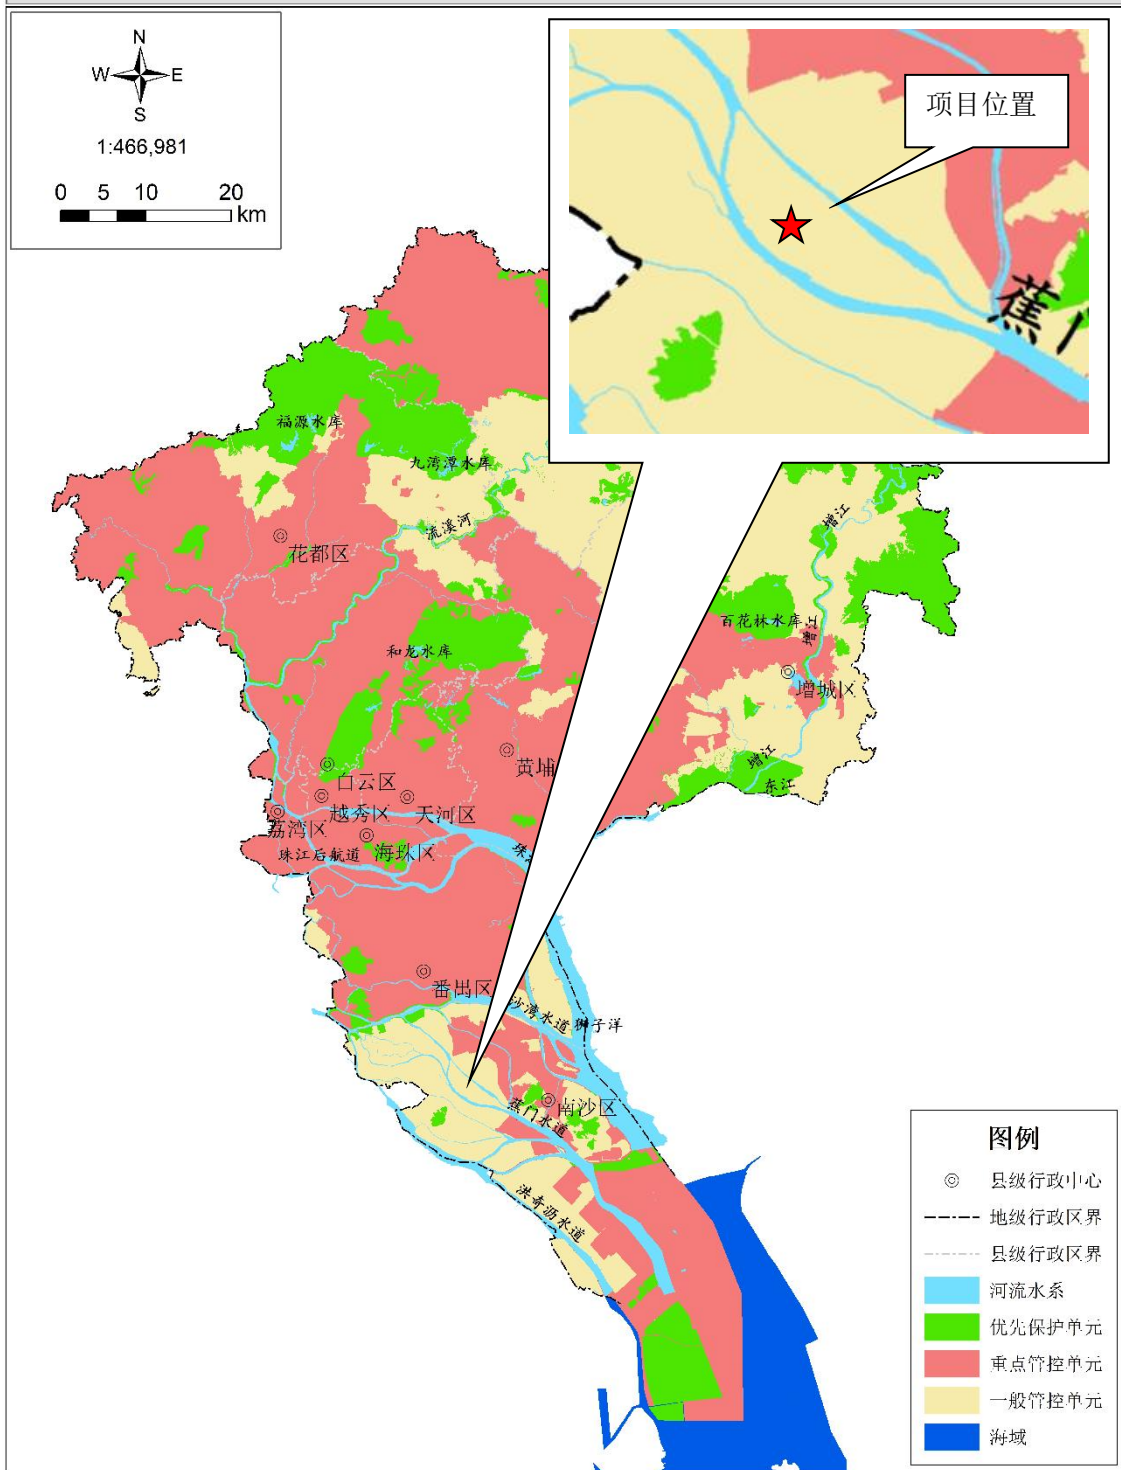 N
W E
S
1:466,981
0 5 10 20
km
项目位置
蕉
福源水库
九湾潭水库
流溪河
增江
花都区
百花林水库
增江
和龙水库
增城区
黄埔
增江
东江
白云区
越秀区
天河区
荔湾区
海珠区
珠江后航道
番禺区
沙湾水道
狮子洋
南沙区
蕉门水道
洪奇沥水道
图例
县级行政中心
地级行政区界
县级行政区界
河流水系
优先保护单元
重点管控单元
一般管控单元
海域